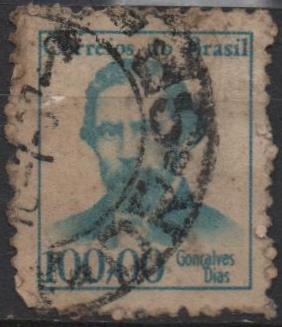 Correios do Brasil
100,00 Gonçalves
Dias